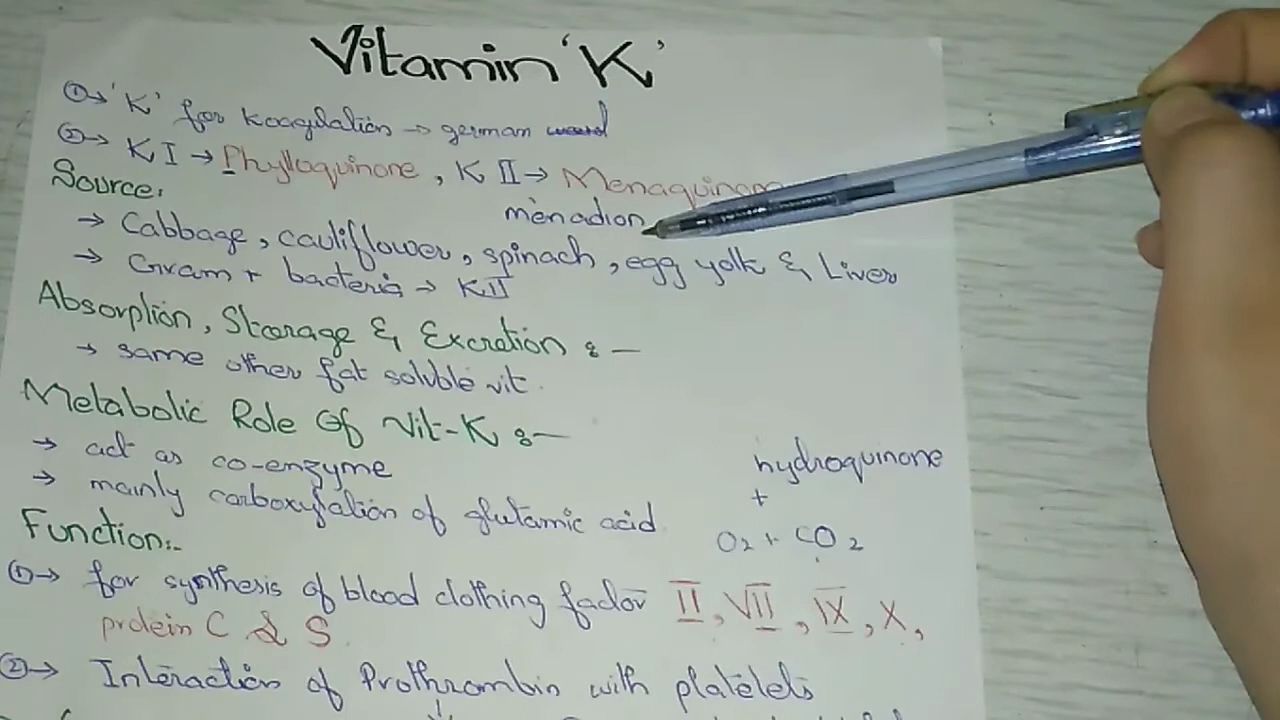 Vitamin 'K'
① → 'K' for Koagulation → german word
② → K I → Phylloquinone, K II → Menaquinone
menadion
Source:
→ Cabbage, cauliflower, spinach, egg yolk & Liver
→ Gram + bacteria → KII
Absorption, Storage & Excretion :-
→ same other fat soluble vit.
Metabolic Role Of Vit-K :-
→ act as co-enzyme
→ mainly carboxylation of glutamic acid
hydroquinone
+
O2 + CO2
Function:-
① → for synthesis of blood clothing factor II, VII, IX, X,
protein C & S
② → Interaction of Prothrombin with platelets